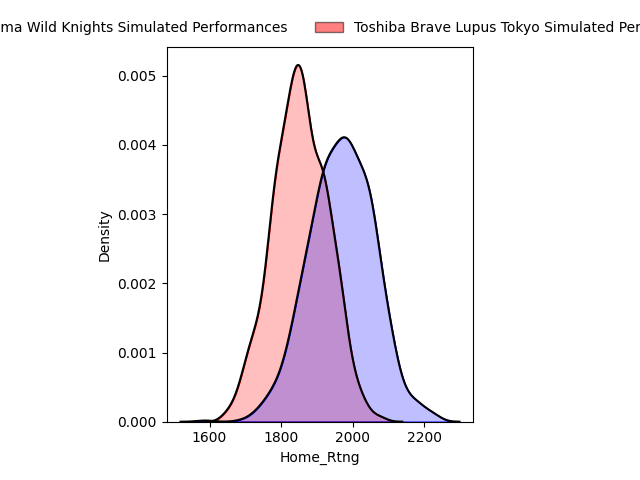 ma Wild Knights Simulated Performances
Toshiba Brave Lupus Tokyo Simulated Per
0.005
0.004
0.003
0.002
0.001
0.000
Density
1600 1800 2000 2200
Home_Rtng